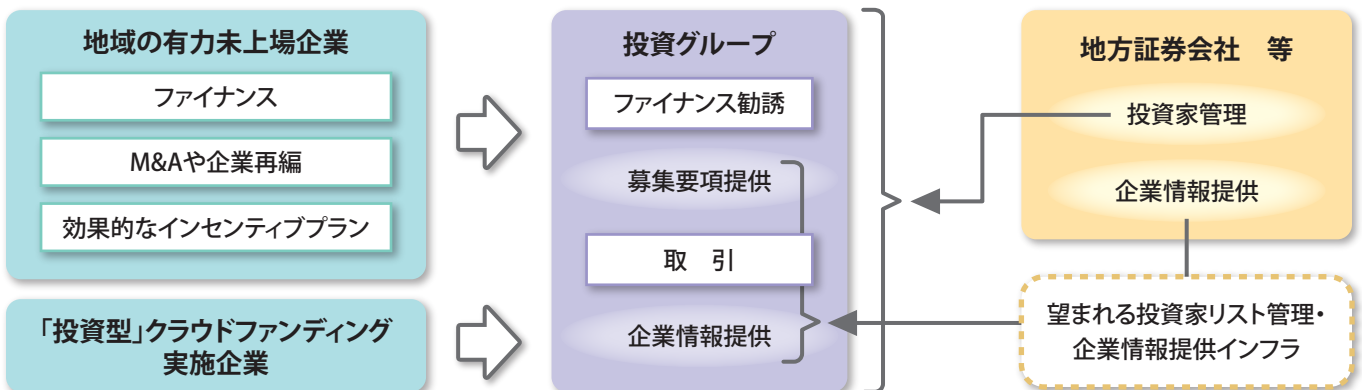 地域の有力未上場企業
ファイナンス
M&Aや企業再編
効果的なインセンティブプラン
「投資型」クラウドファンディング
実施企業
投資グループ
ファイナンス勧誘
募集要項提供
取　引
企業情報提供
地方証券会社　等
投資家管理
企業情報提供
望まれる投資家リスト管理・
企業情報提供インフラ